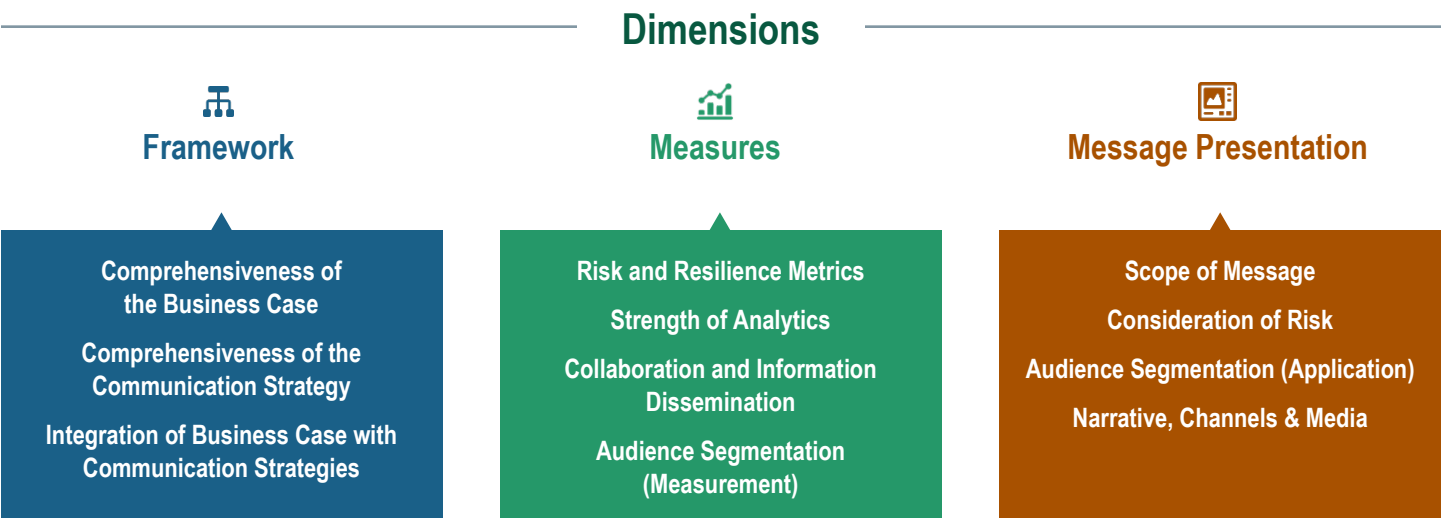 Dimensions
Framework
Comprehensiveness of
the Business Case
Comprehensiveness of the
Communication Strategy
Integration of Business Case with
Communication Strategies
Measures
Risk and Resilience Metrics
Strength of Analytics
Collaboration and Information
Dissemination
Audience Segmentation
(Measurement)
Message Presentation
Scope of Message
Consideration of Risk
Audience Segmentation (Application)
Narrative, Channels & Media